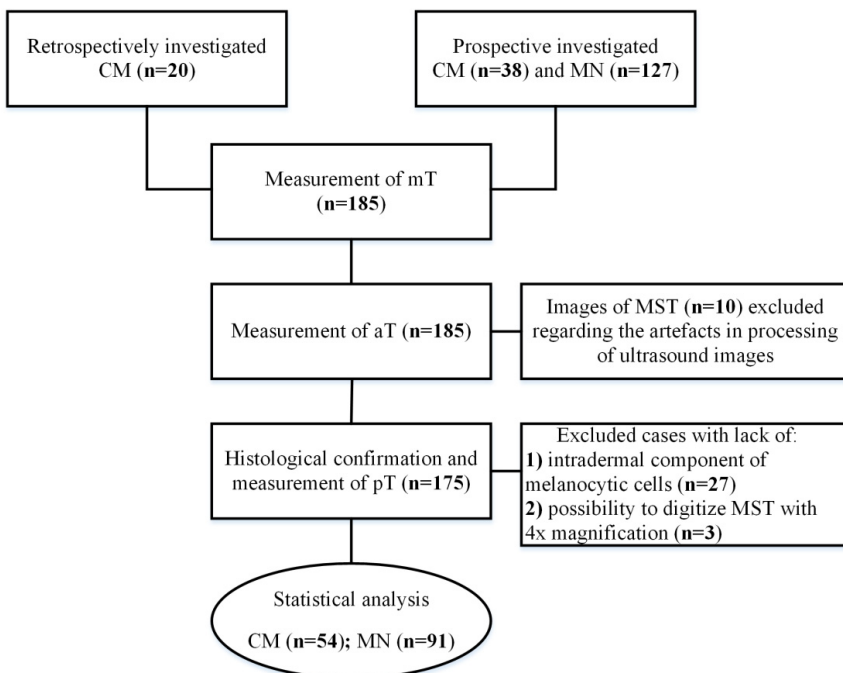 Retrospectively investigated
CM (n=20)
Prospective investigated
CM (n=38) and MN (n=127)
Measurement of mT
(n=185)
Measurement of aT (n=185)
Images of MST (n=10) excluded
regarding the artefacts in processing
of ultrasound images
Histological confirmation and
measurement of pT (n=175)
Excluded cases with lack of:
1) intradermal component of
melanocytic cells (n=27)
2) possibility to digitize MST with
4x magnification (n=3)
Statistical analysis
CM (n=54); MN (n=91)